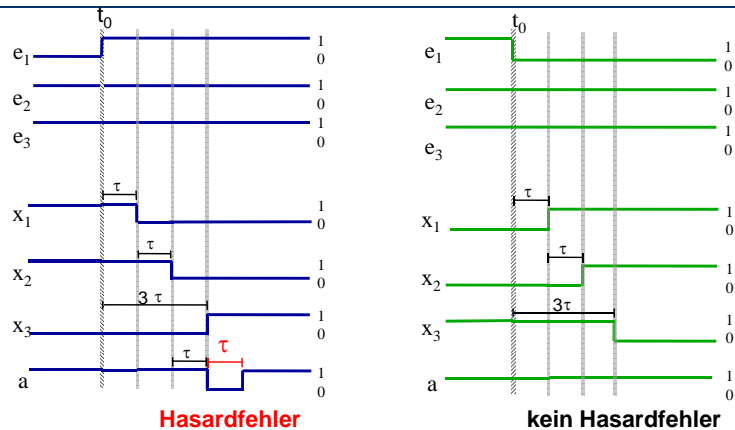 t0
e1 1 0
e2 1 0
e3 1 0
τ
x1 1 0
τ
x2 1 0
3 τ
x3 1 0
τ τ
a 1 0
Hasardfehler
t0
e1 1 0
e2 1 0
e3 1 0
τ
x1 1 0
τ
x2 1 0
3τ
x3 1 0
a 1 0
kein Hasardfehler